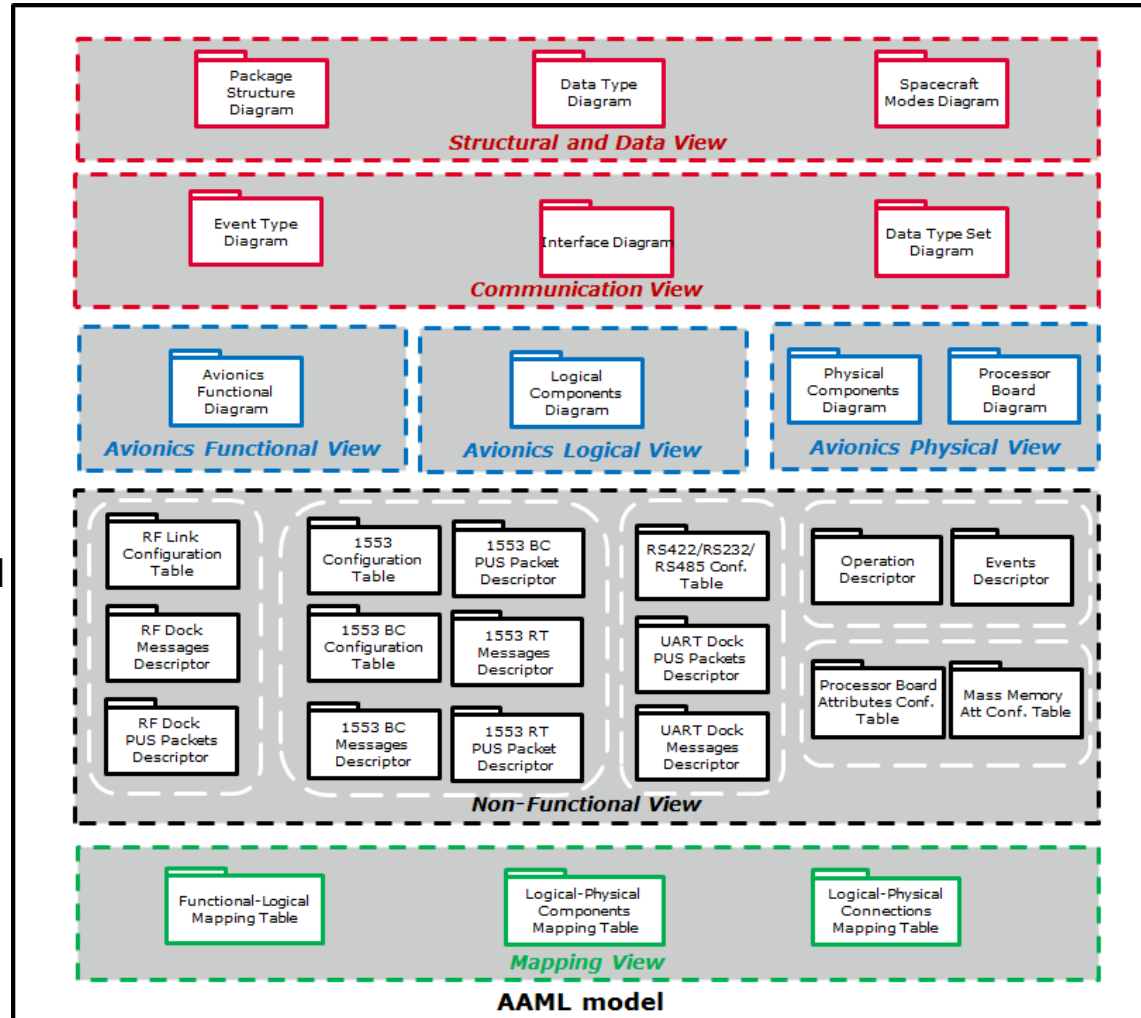 Package
Structure
Diagram
Data Type
Diagram
Spacecraft
Modes Diagram
Structural and Data View
Event Type
Diagram
Interface Diagram
Data Type Set
Diagram
Communication View
Avionics
Functional
Diagram
Avionics Functional View
Logical
Components
Diagram
Avionics Logical View
Physical
Components
Diagram
Processor
Board
Diagram
Avionics Physical View
RF Link
Configuration
Table
RF Dock
Messages
Descriptor
RF Dock
PUS Packets
Descriptor
1553
Configuration
Table
1553 BC
PUS Packet
Descriptor
1553 BC
Configuration
Table
1553 RT
Messages
Descriptor
1553 BC
Messages
Descriptor
1553 RT
PUS Packet
Descriptor
RS422/RS232/
RS485 Conf.
Table
UART Dock
PUS Packets
Descriptor
UART Dock
Messages
Descriptor
Operation
Descriptor
Events
Descriptor
Processor Board
Attributes Conf.
Table
Mass Memory
Att Conf. Table
Non-Functional View
Functional-Logical
Mapping Table
Logical-Physical
Components
Mapping Table
Logical-Physical
Connections
Mapping Table
Mapping View
AAML model